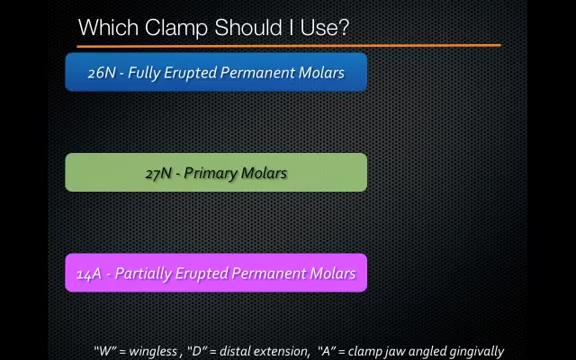 Which Clamp Should I Use?
26N - Fully Erupted Permanent Molars
27N - Primary Molars
14A - Partially Erupted Permanent Molars
"W" = wingless , "D" = distal extension, "A" = clamp jaw angled gingivally